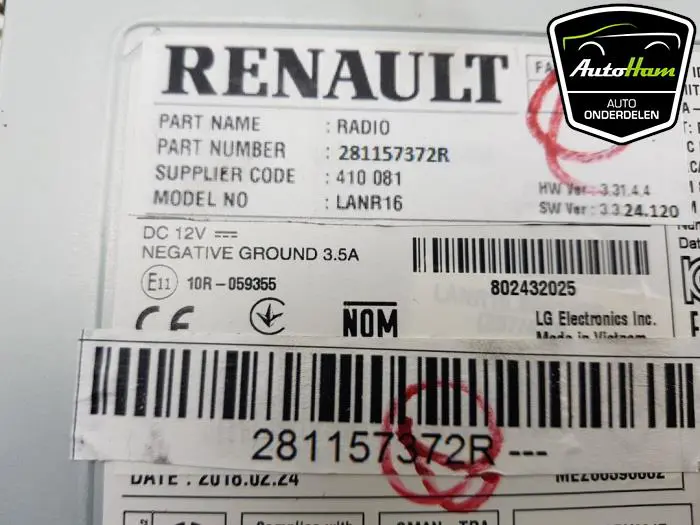 RENAULT
PART NAME : RADIO
PART NUMBER : 281157372R
SUPPLIER CODE : 410 081
MODEL NO : LANR16
HW Ver : 3.31.4.4
SW Ver : 3.3.24.120
DC 12V
NEGATIVE GROUND 3.5A
E11 10R-059355
802432025
CE
NOM
LG Electronics Inc.
Made in Vietnam
281157372R ---
DATE : 2018.02.24
Complies with
AutoHam
AUTO
ONDERDELEN